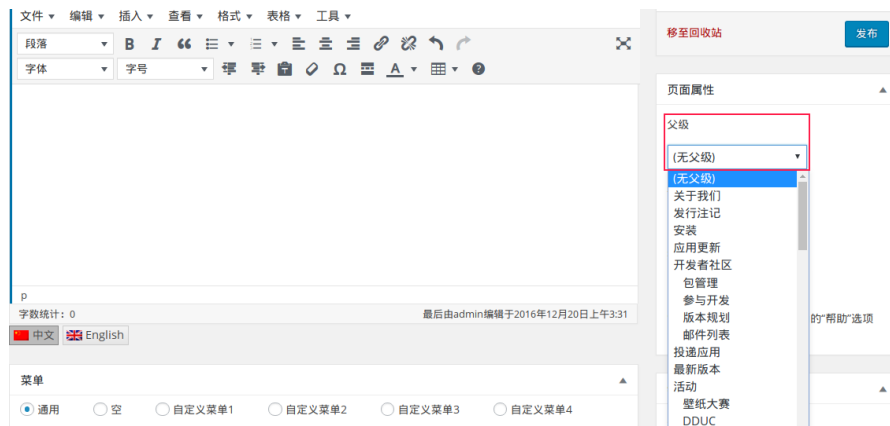 文件 编辑 插入 查看 格式 表格 工具
段落
字体 字号
p
字数统计：0 最后由admin编辑于2016年12月20日上午3:31
中文 English
菜单
通用 空 自定义菜单1 自定义菜单2 自定义菜单3 自定义菜单4
移至回收站 发布
页面属性
父级
(无父级)
(无父级)
关于我们
发行注记
安装
应用更新
开发者社区
包管理
参与开发
版本规划
的“帮助”选项
邮件列表
投递应用
最新版本
活动
壁纸大赛
DDUC